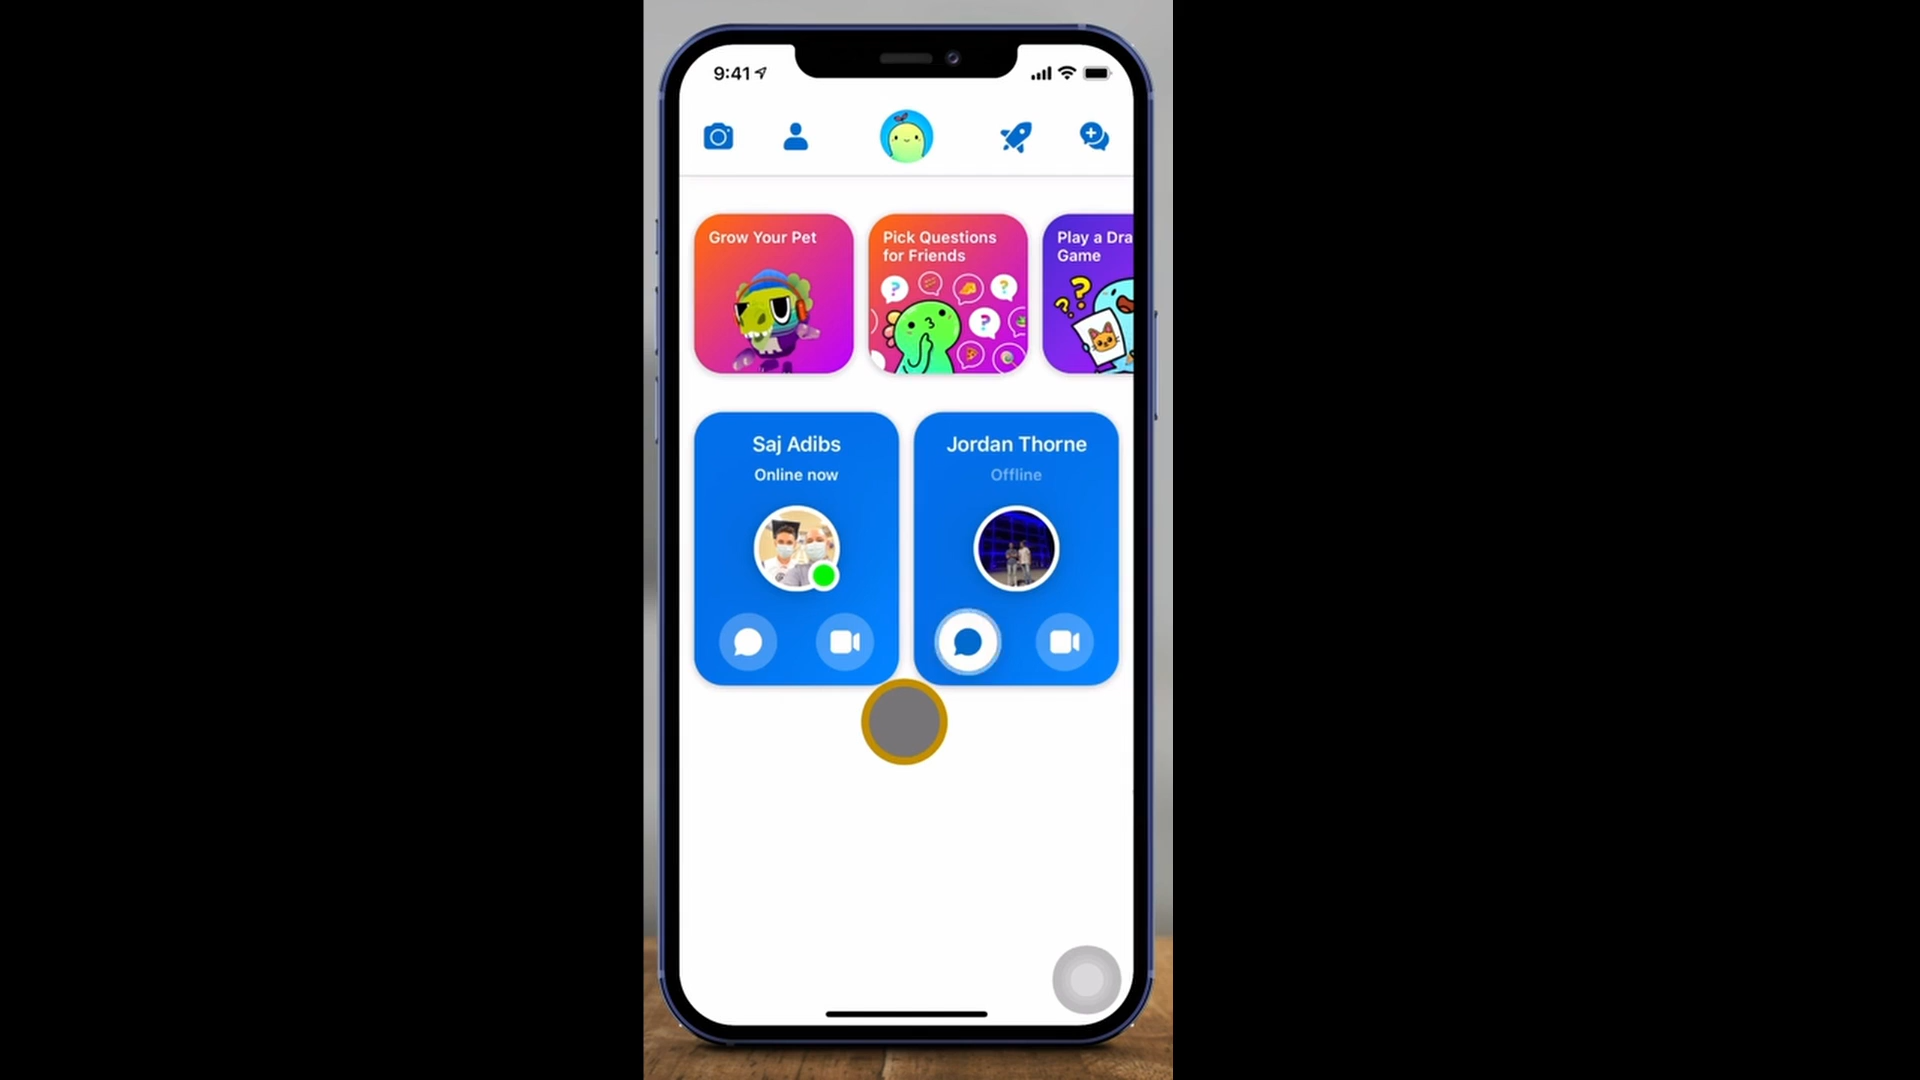 9:41
Grow Your Pet
Pick Questions
for Friends
Play a Dra
Game
Saj Adibs
Online now
Jordan Thorne
Offline